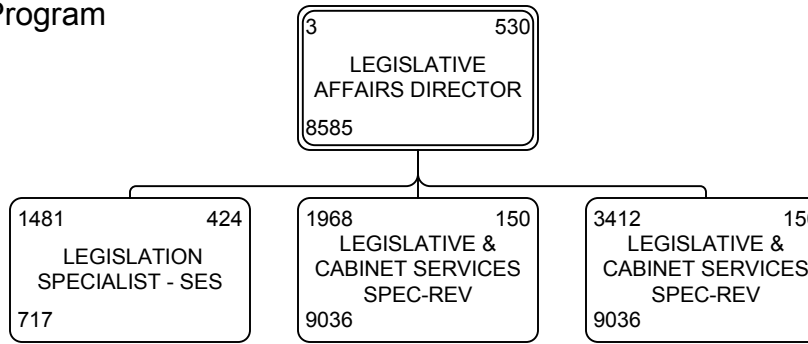 Program
3 530
LEGISLATIVE
AFFAIRS DIRECTOR
8585
1481 424
LEGISLATION
SPECIALIST - SES
717
1968 150
LEGISLATIVE &
CABINET SERVICES
SPEC-REV
9036
3412
LEGISLATIVE &
CABINET SERVICES
SPEC-REV
9036